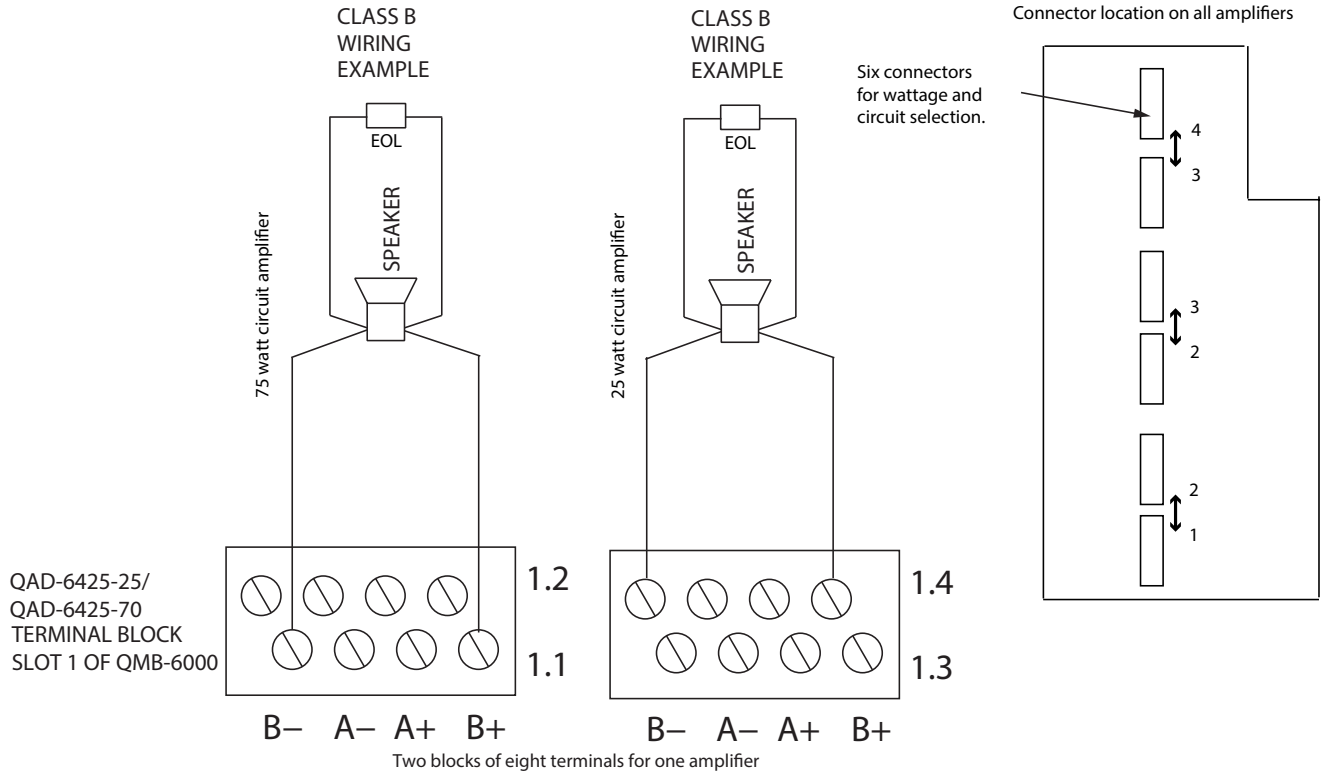 CLASS B
WIRING
EXAMPLE
EOL
SPEAKER
75 watt circuit amplifier
CLASS B
WIRING
EXAMPLE
EOL
SPEAKER
25 watt circuit amplifier
Connector location on all amplifiers
Six connectors
for wattage and
circuit selection.
4
3
3
2
2
1
QAD-6425-25/
QAD-6425-70
TERMINAL BLOCK
SLOT 1 OF QMB-6000
1.2
1.1
1.4
1.3
B– A– A+ B+
B– A– A+ B+
Two blocks of eight terminals for one amplifier